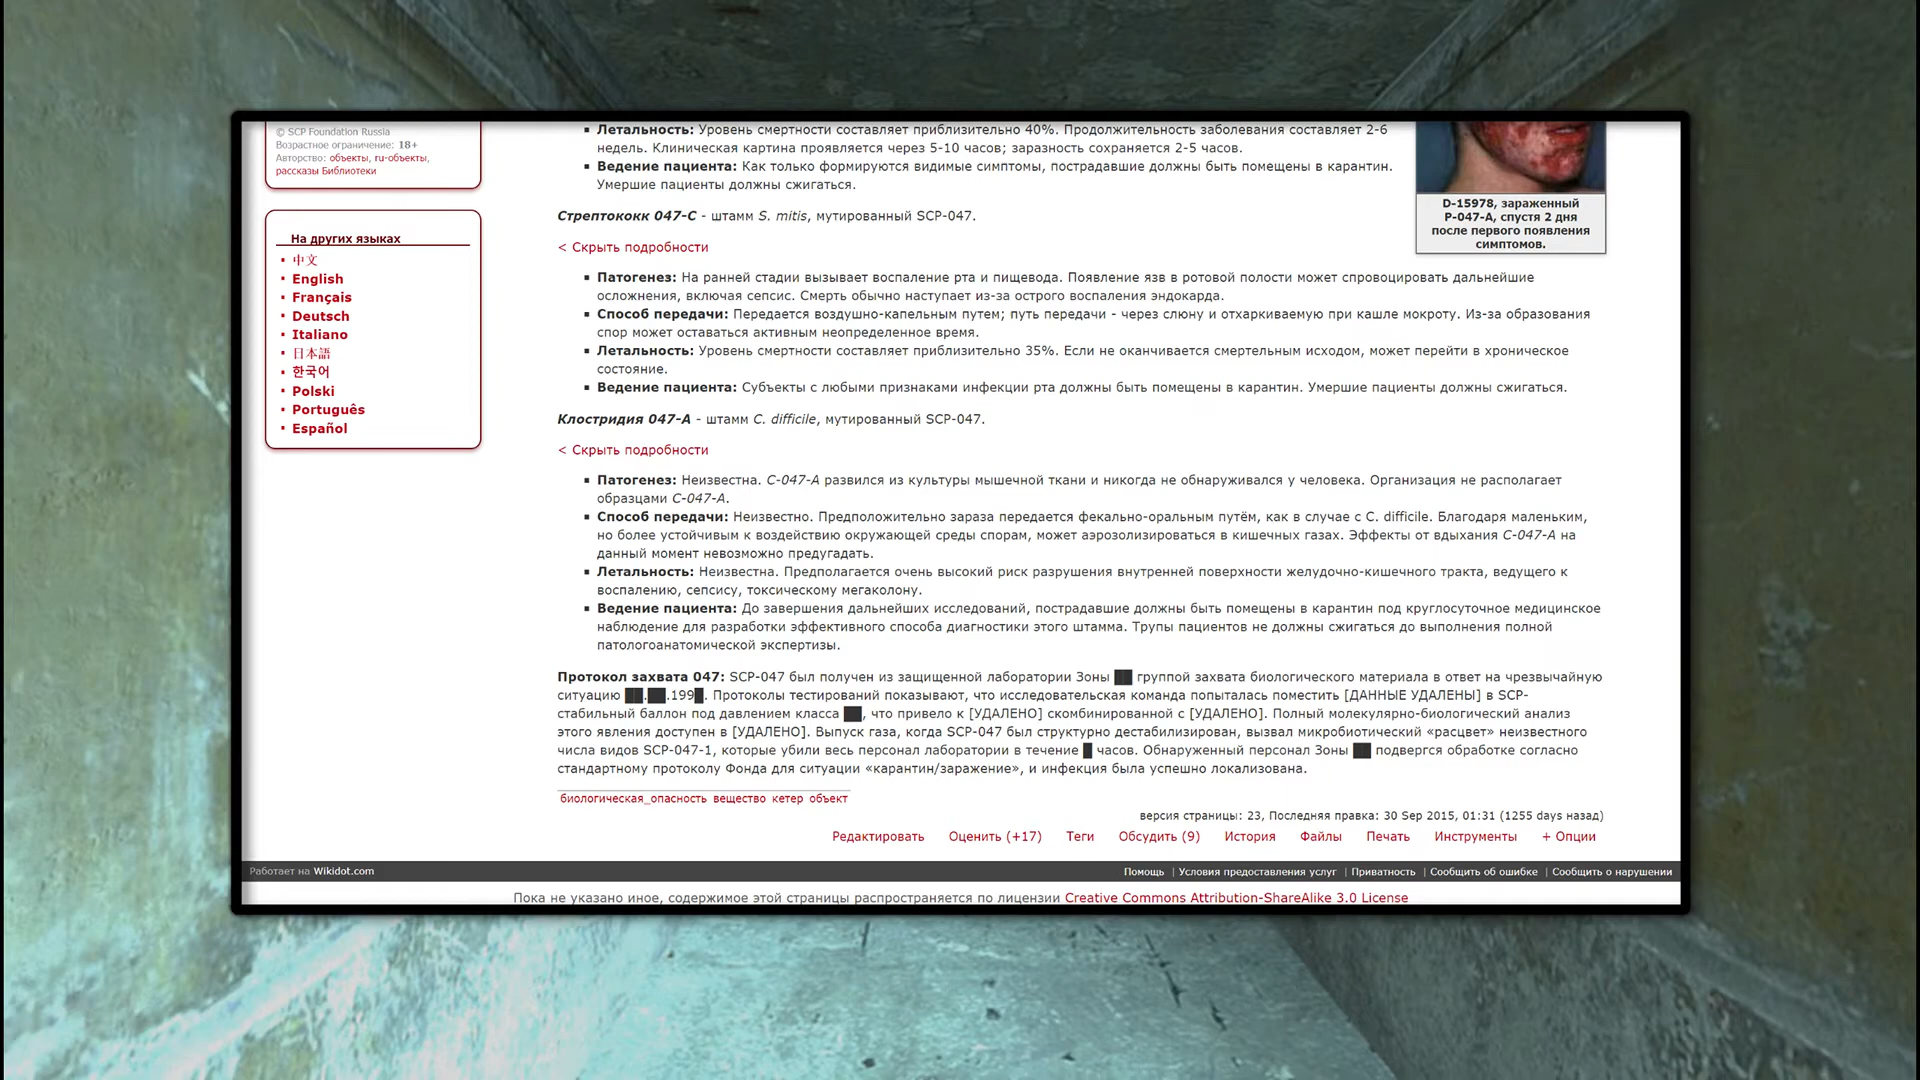 © SCP Foundation Russia
Возрастное ограничение: 18+
Авторство: объекты, ru-объекты,
рассказы Библиотеки
На других языках
中文
English
Français
Deutsch
Italiano
日本語
한국어
Polski
Português
Español
Летальность: Уровень смертности составляет приблизительно 40%. Продолжительность заболевания составляет 2-6
недель. Клиническая картина проявляется через 5-10 часов; заразность сохраняется 2-5 часов.
Ведение пациента: Как только формируются видимые симптомы, пострадавшие должны быть помещены в карантин.
Умершие пациенты должны сжигаться.
D-15978, зараженный
P-047-A, спустя 2 дня
после первого появления
симптомов.
Стрептококк 047-C - штамм S. mitis, мутированный SCP-047.
< Скрыть подробности
Патогенез: На ранней стадии вызывает воспаление рта и пищевода. Появление язв в ротовой полости может спровоцировать дальнейшие
осложнения, включая сепсис. Смерть обычно наступает из-за острого воспаления эндокарда.
Способ передачи: Передается воздушно-капельным путем; путь передачи - через слюну и отхаркиваемую при кашле мокроту. Из-за образования
спор может оставаться активным неопределенное время.
Летальность: Уровень смертности составляет приблизительно 35%. Если не оканчивается смертельным исходом, может перейти в хроническое
состояние.
Ведение пациента: Субъекты с любыми признаками инфекции рта должны быть помещены в карантин. Умершие пациенты должны сжигаться.
Клостридия 047-A - штамм C. difficile, мутированный SCP-047.
< Скрыть подробности
Патогенез: Неизвестна. C-047-A развился из культуры мышечной ткани и никогда не обнаруживался у человека. Организация не располагает
образцами C-047-A.
Способ передачи: Неизвестно. Предположительно зараза передается фекально-оральным путём, как в случае с C. difficile. Благодаря маленьким,
но более устойчивым к воздействию окружающей среды спорам, может аэрозолизироваться в кишечных газах. Эффекты от вдыхания C-047-A на
данный момент невозможно предугадать.
Летальность: Неизвестна. Предполагается очень высокий риск разрушения внутренней поверхности желудочно-кишечного тракта, ведущего к
воспалению, сепсису, токсическому мегаколону.
Ведение пациента: До завершения дальнейших исследований, пострадавшие должны быть помещены в карантин под круглосуточное медицинское
наблюдение для разработки эффективного способа диагностики этого штамма. Трупы пациентов не должны сжигаться до выполнения полной
патологоанатомической экспертизы.
Протокол захвата 047: SCP-047 был получен из защищенной лаборатории Зоны ██ группой захвата биологического материала в ответ на чрезвычайную
ситуацию ██.██.199█. Протоколы тестирований показывают, что исследовательская команда попыталась поместить [ДАННЫЕ УДАЛЕНЫ] в SCP-
стабильный баллон под давлением класса ██, что привело к [УДАЛЕНО] скомбинированной с [УДАЛЕНО]. Полный молекулярно-биологический анализ
этого явления доступен в [УДАЛЕНО]. Выпуск газа, когда SCP-047 был структурно дестабилизирован, вызвал микробиотический «расцвет» неизвестного
числа видов SCP-047-1, которые убили весь персонал лаборатории в течение █ часов. Обнаруженный персонал Зоны ██ подвергся обработке согласно
стандартному протоколу Фонда для ситуации «карантин/заражение», и инфекция была успешно локализована.
биологическая_опасность вещество кетер объект
версия страницы: 23, Последняя правка: 30 Sep 2015, 01:31 (1255 days назад)
Редактировать Оценить (+17) Теги Обсудить (9) История Файлы Печать Инструменты + Опции
Работает на Wikidot.com
Помощь | Условия предоставления услуг | Приватность | Сообщить об ошибке | Сообщить о нарушении
Пока не указано иное, содержимое этой страницы распространяется по лицензии Creative Commons Attribution-ShareAlike 3.0 License